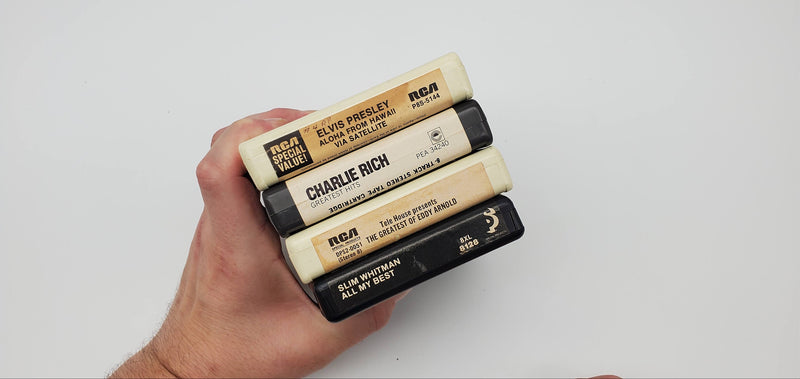 RCA
SPECIAL
VALUE!
ELVIS PRESLEY
ALOHA FROM HAWAII
VIA SATELLITE
RCA
P8S-5144
CHARLIE RICH
GREATEST HITS
PEA 34240
8-TRACK STEREO TAPE CARTRIDGE
RCA
DPS2-0051
(Stereo 8)
Tele House presents
THE GREATEST OF EDDY ARNOLD
SLIM WHITMAN
ALL MY BEST
8XL
8128